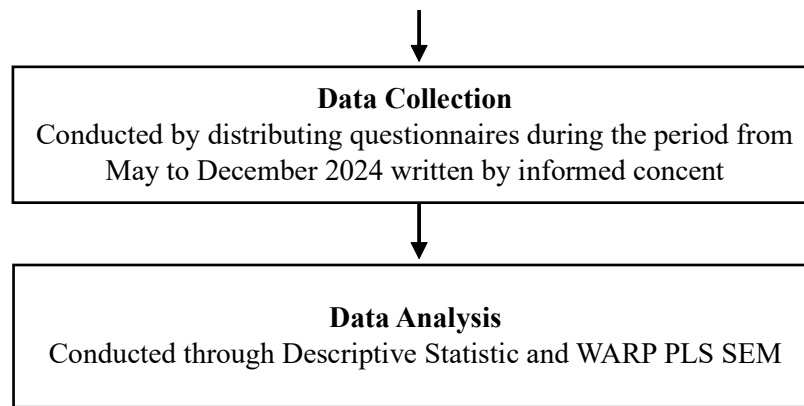 Data Collection
Conducted by distributing questionnaires during the period from
May to December 2024 written by informed concent
Data Analysis
Conducted through Descriptive Statistic and WARP PLS SEM